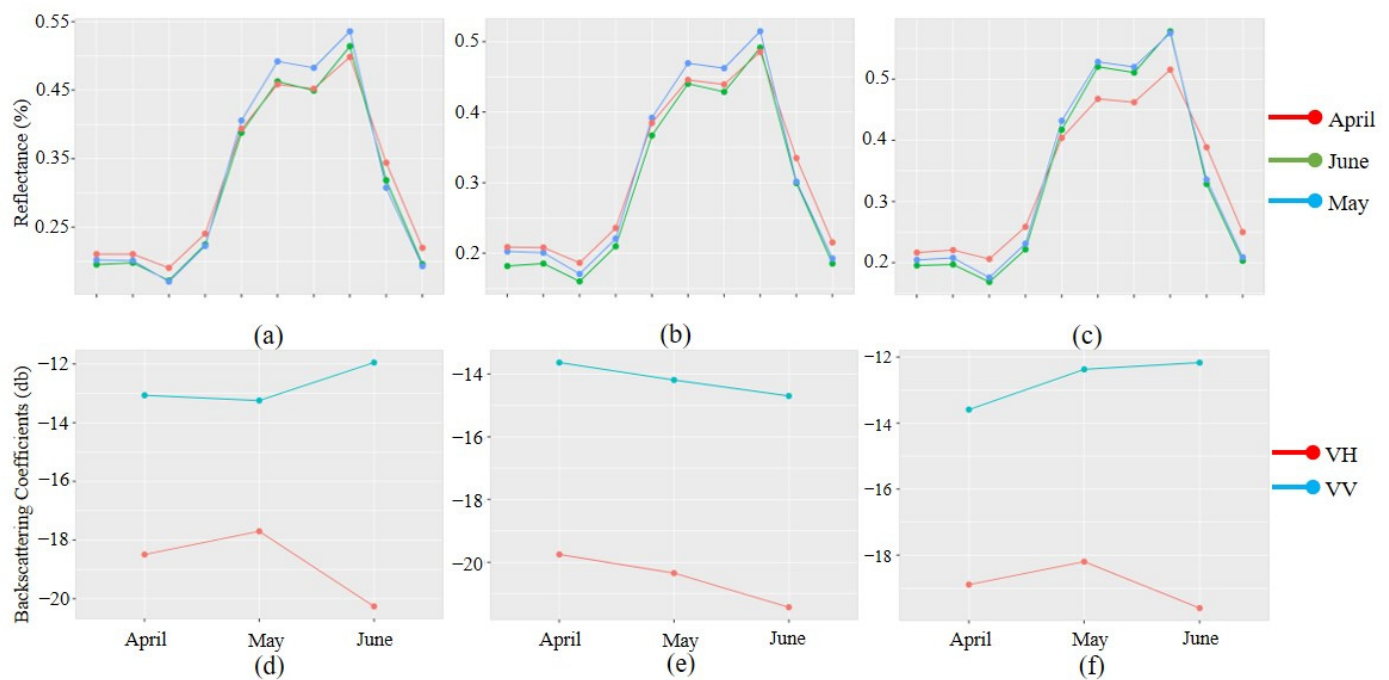 Reflectance (%)
0.55
0.45
0.35
0.25
0.5
0.4
0.3
0.2
0.5
0.4
0.3
0.2
April
June
May
(a)
(b)
(c)
Backscattering Coefficients (db)
−12
−14
−16
−18
−20
−14
−16
−18
−20
−12
−14
−16
−18
VH
VV
April May June
April May June
April May June
(d)
(e)
(f)